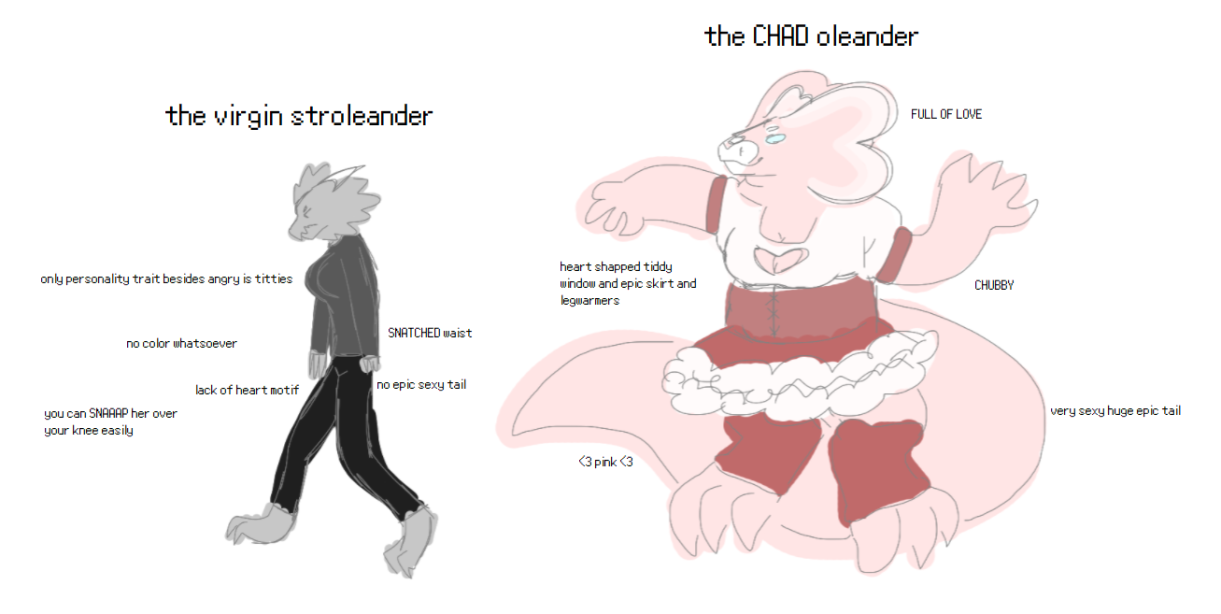 the CHAD oleander
the virgin stroleander
FULL OF LOVE
only personality trait besides angry is titties
heart shapped tiddy
window and epic skirt and
legwarmers
CHUBBY
SNATCHED waist
no color whatsoever
lack of heart motif
no epic sexy tail
you can SNAAAP her over
your knee easily
very sexy huge epic tail
<3 pink <3